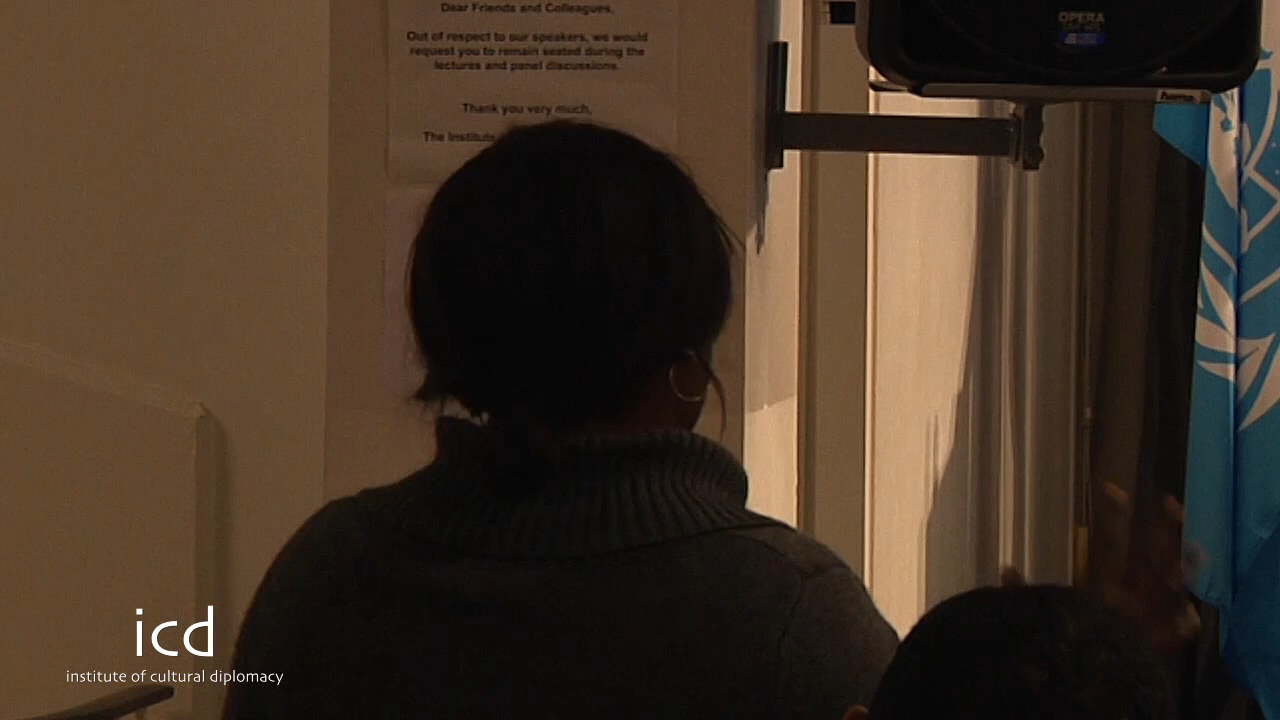 Dear Friends and Colleagues,
Out of respect to our speakers, we would
request you to remain seated during the
lectures and panel discussions.
Thank you very much,
The Institute
OPERA
hama
icd
institute of cultural diplomacy